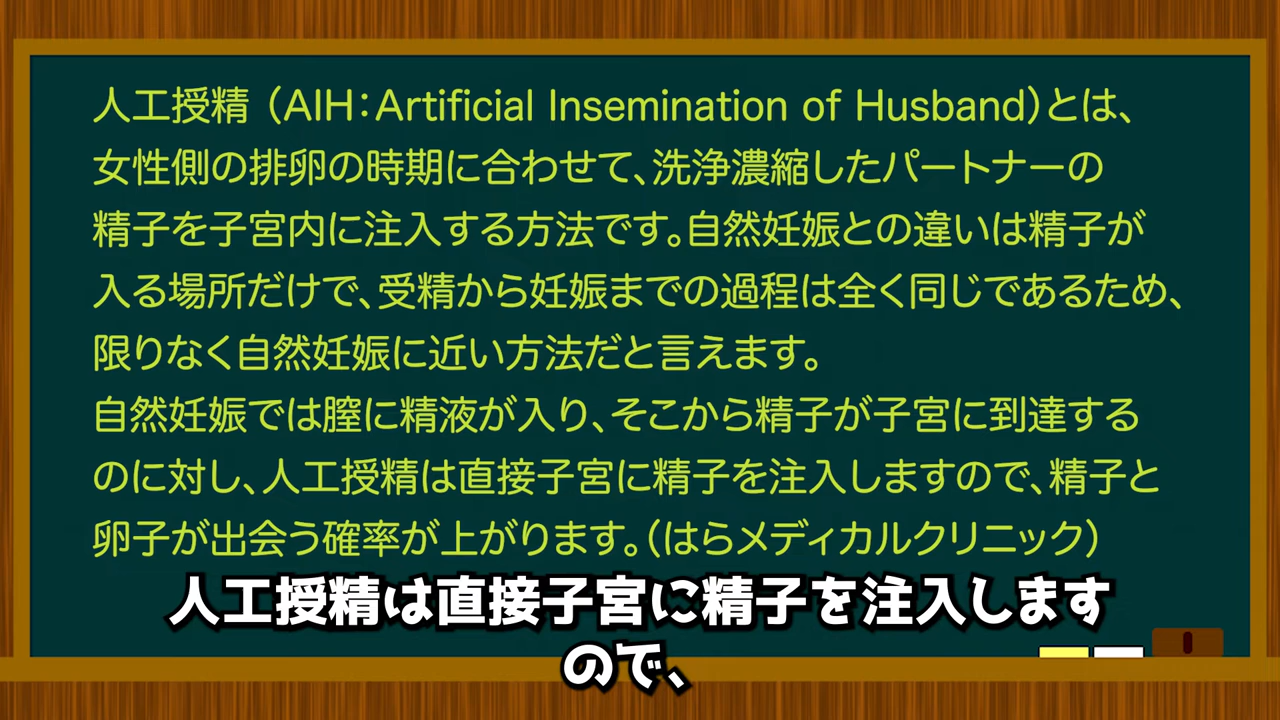 人工授精（AIH：Artificial Insemination of Husband）とは、
女性側の排卵の時期に合わせて、洗浄濃縮したパートナーの
精子を子宮内に注入する方法です。自然妊娠との違いは精子が
入る場所だけで、受精から妊娠までの過程は全く同じであるため、
限りなく自然妊娠に近い方法だと言えます。
自然妊娠では膣に精液が入り、そこから精子が子宮に到達する
のに対し、人工授精は直接子宮に精子を注入しますので、精子と
卵子が出会う確率が上がります。（はらメディカルクリニック）
人工授精は直接子宮に精子を注入します
ので、